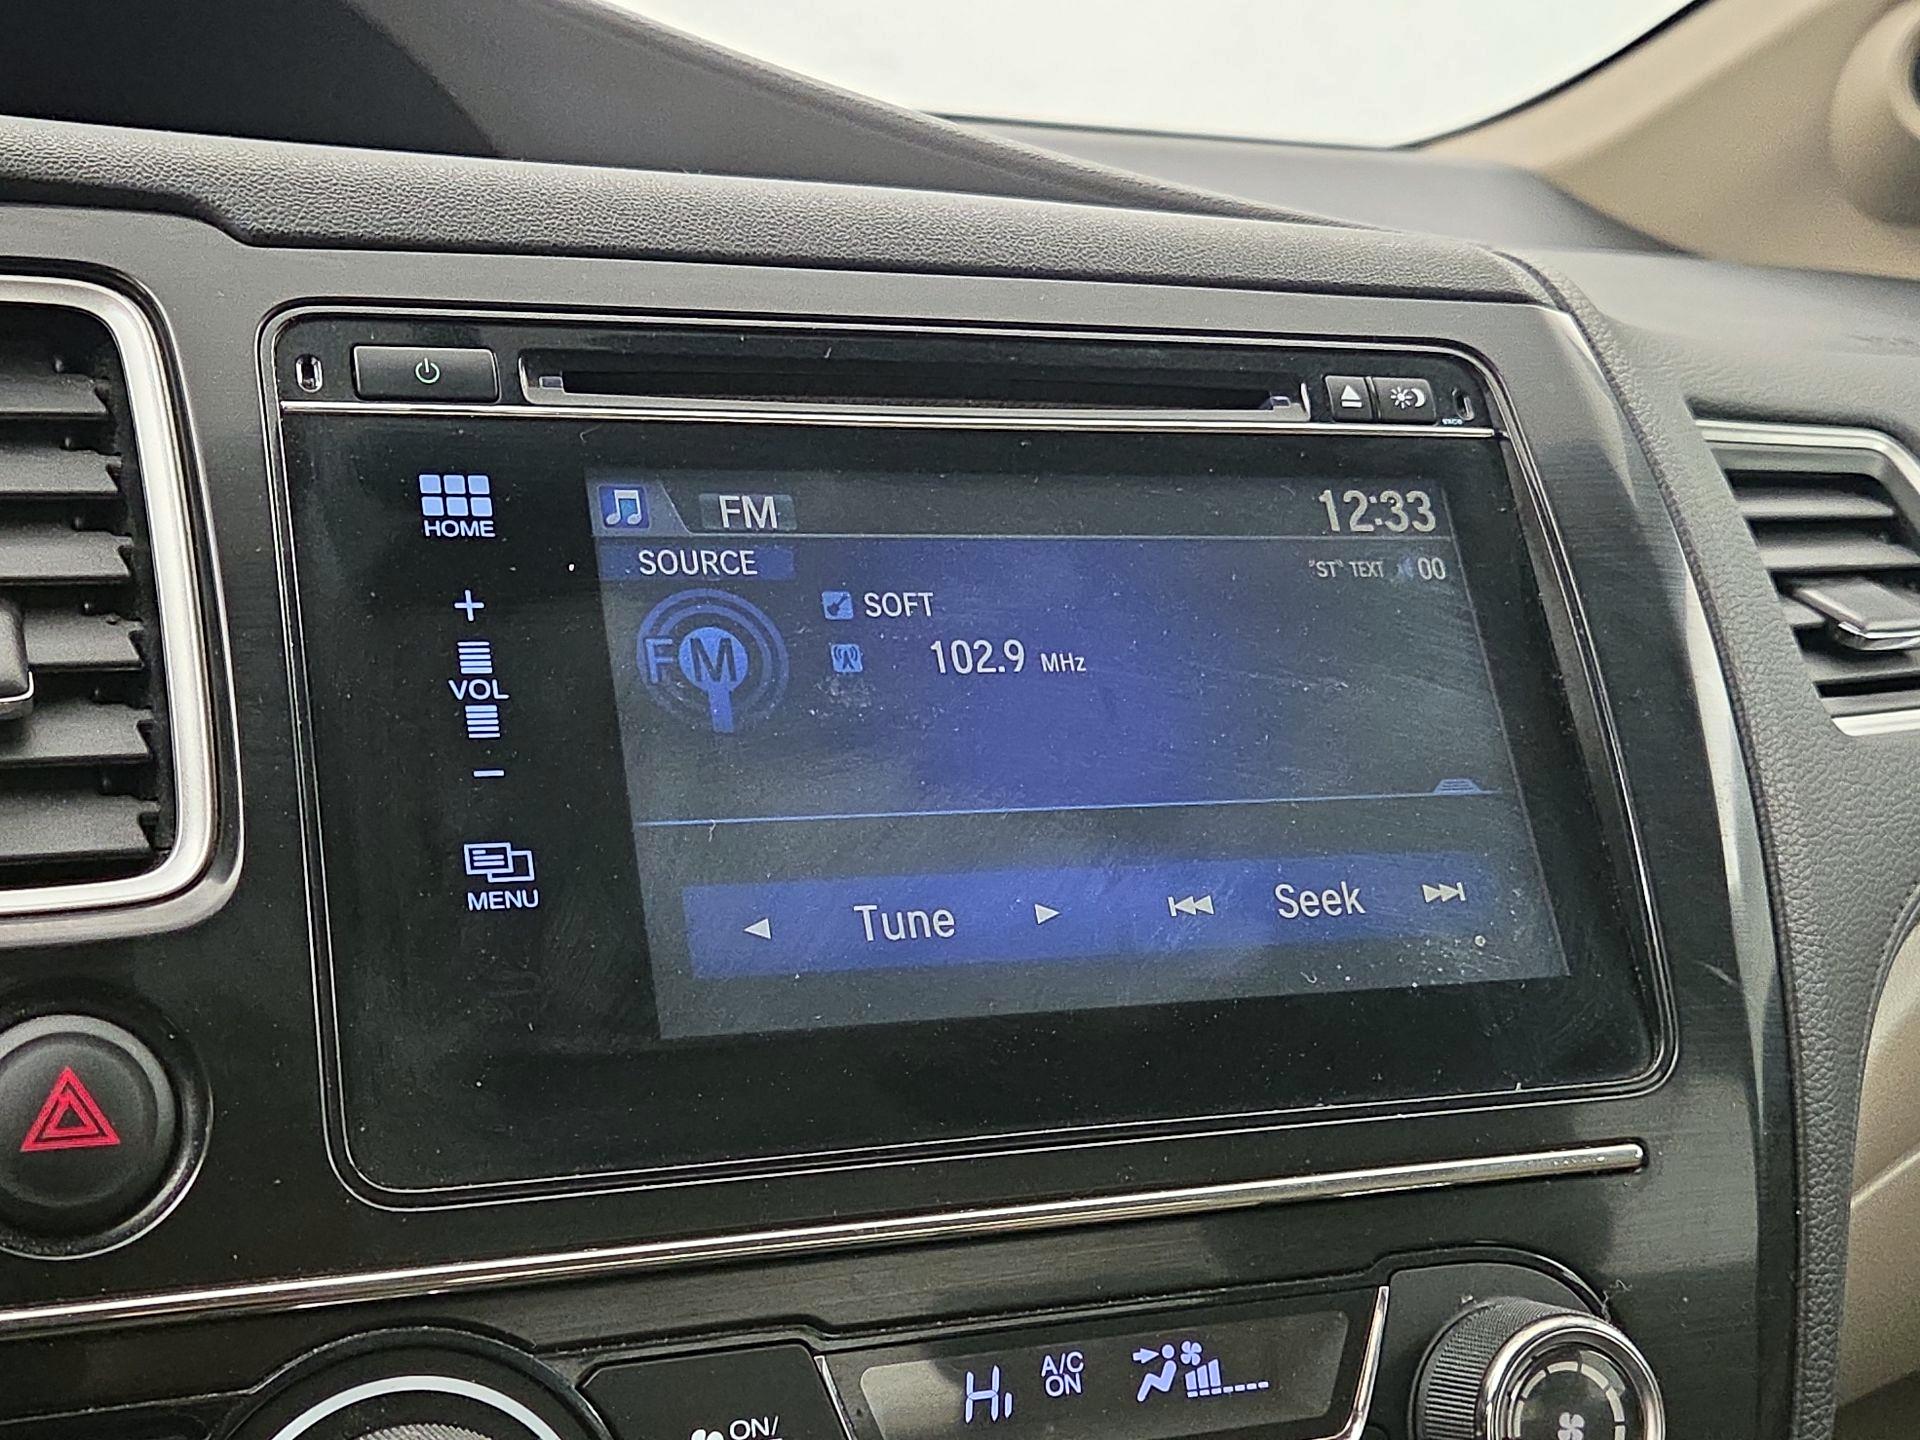 FM
12:33
SOURCE
"ST" TEXT 00
SOFT
FM
102.9 MHz
HOME
+
VOL
−
MENU
Tune
Seek
Hi
A/C
ON
ON/